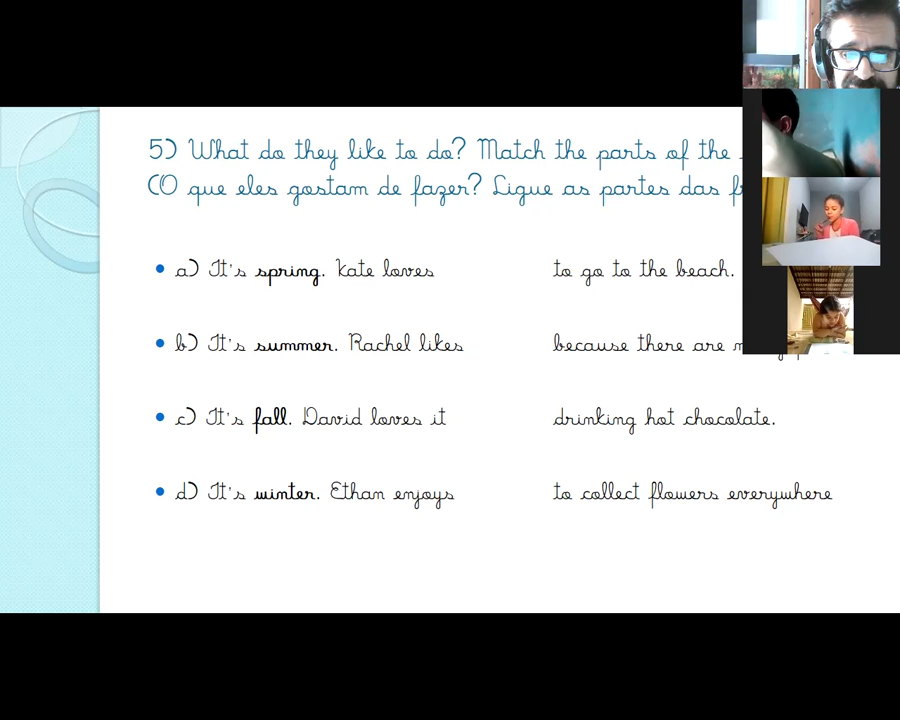 5) What do they like to do? Match the parts of the
(O que eles gostam de fazer? Ligue as partes das
a) It's spring. Kate loves to go to the beach.
b) It's summer. Rachel likes because there are
c) It's fall. David loves it drinking hot chocolate.
d) It's winter. Ethan enjoys to collect flowers everywhere